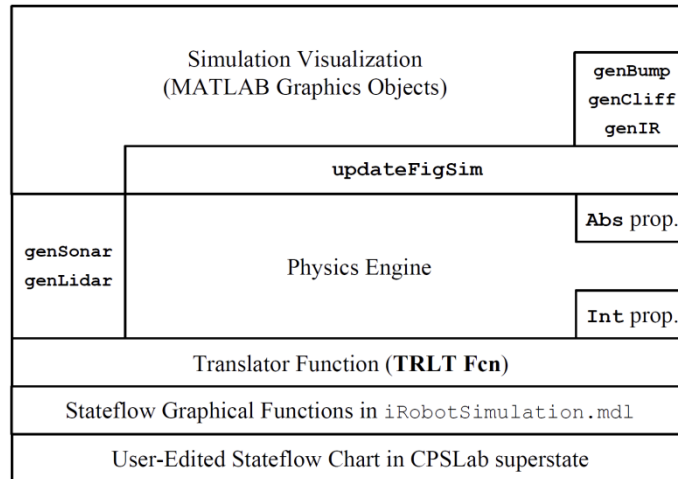 Simulation Visualization
(MATLAB Graphics Objects)
genBump
genCliff
genIR
updateFigSim
genSonar
genLidar
Physics Engine
Abs prop.
Int prop.
Translator Function (TRLT Fcn)
Stateflow Graphical Functions in iRobotSimulation.mdl
User-Edited Stateflow Chart in CPSLab superstate